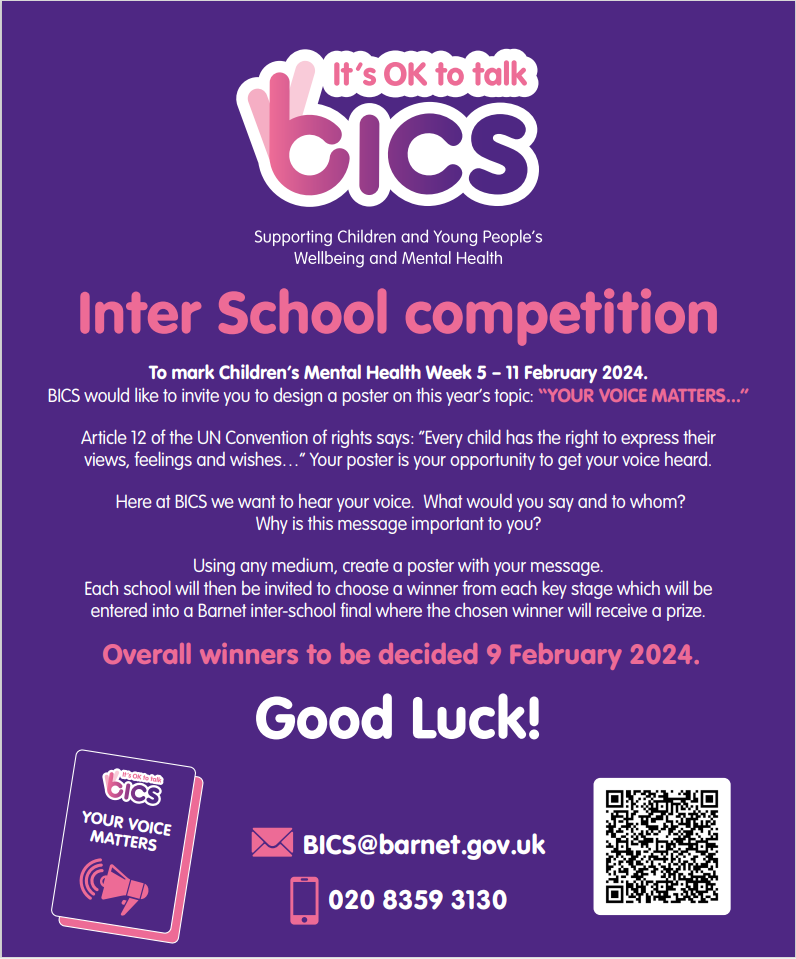 It's OK to talk
bics
Supporting Children and Young People's
Wellbeing and Mental Health
Inter School competition
To mark Children's Mental Health Week 5 – 11 February 2024.
BICS would like to invite you to design a poster on this year's topic: "YOUR VOICE MATTERS..."
Article 12 of the UN Convention of rights says: "Every child has the right to express their
views, feelings and wishes…" Your poster is your opportunity to get your voice heard.
Here at BICS we want to hear your voice.  What would you say and to whom?
Why is this message important to you?
Using any medium, create a poster with your message.
Each school will then be invited to choose a winner from each key stage which will be
entered into a Barnet inter-school final where the chosen winner will receive a prize.
Overall winners to be decided 9 February 2024.
Good Luck!
It's OK to talk
bics
YOUR VOICE
MATTERS
BICS@barnet.gov.uk
020 8359 3130